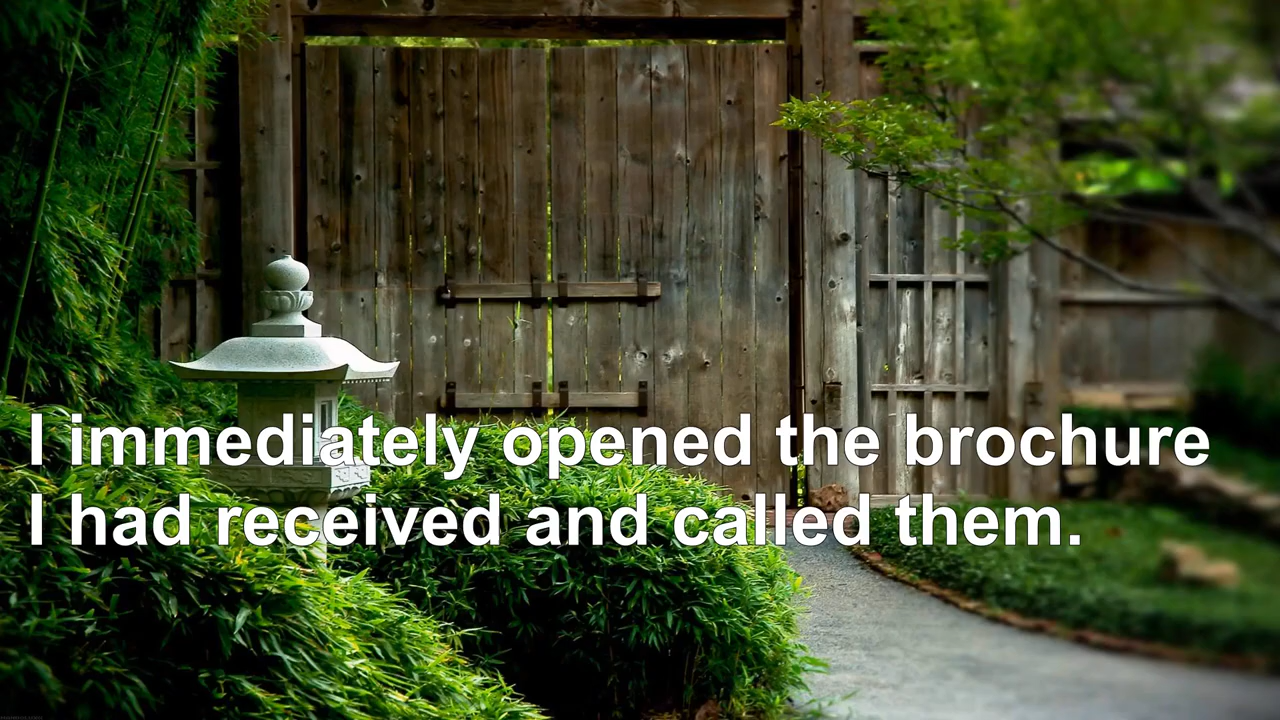 I immediately opened the brochure
I had received and called them.